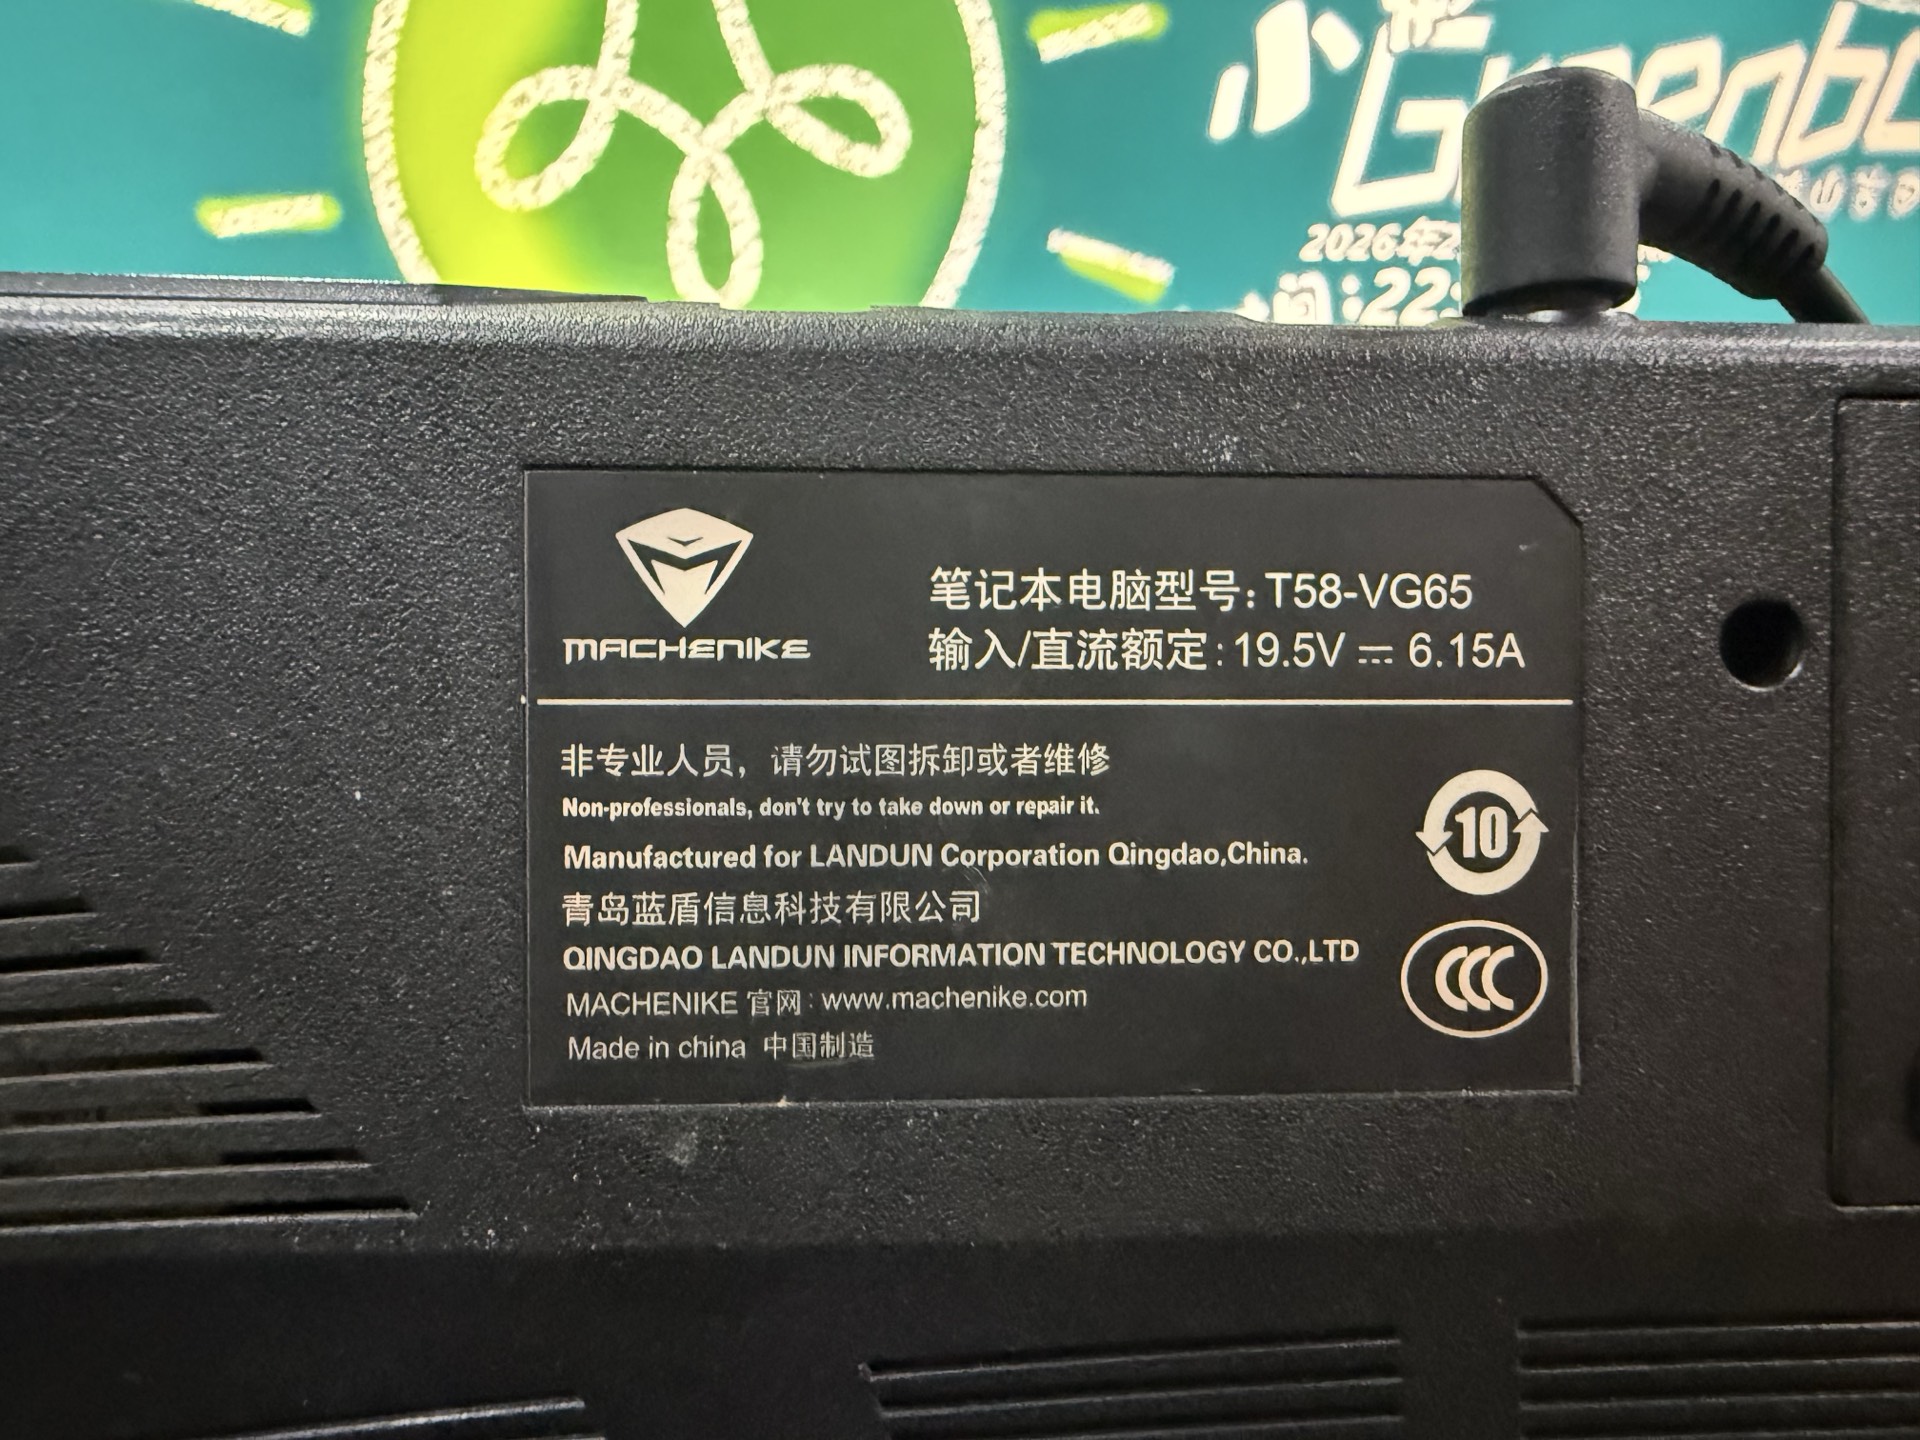 2026年
:22:
MACHENIKE
笔记本电脑型号:T58-VG65
输入/直流额定:19.5V ⎓ 6.15A
非专业人员，请勿试图拆卸或者维修
Non-professionals, don't try to take down or repair it.
Manufactured for LANDUN Corporation Qingdao,China.
10
青岛蓝盾信息科技有限公司
QINGDAO LANDUN INFORMATION TECHNOLOGY CO.,LTD
CCC
MACHENIKE 官网 : www.machenike.com
Made in china 中国制造